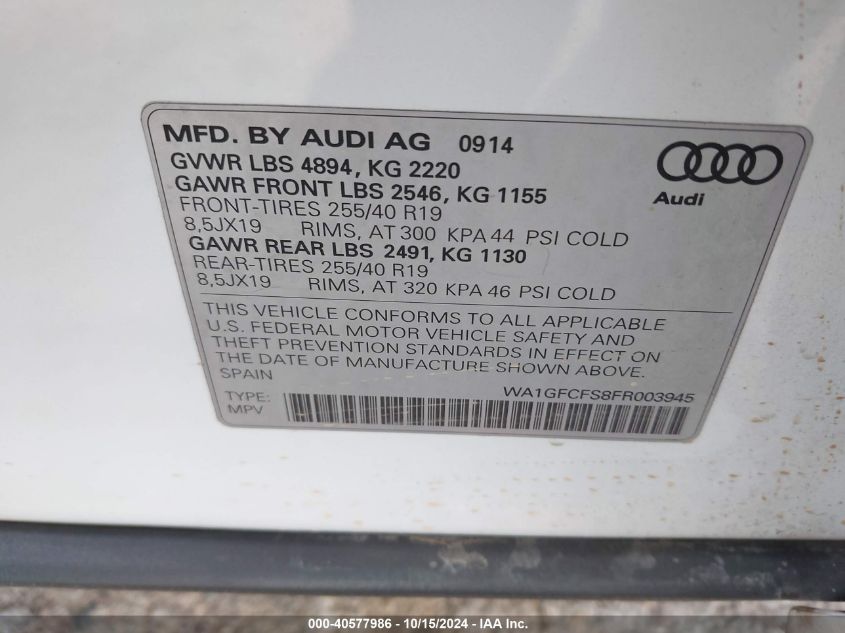 MFD. BY AUDI AG 0914
GVWR LBS 4894, KG 2220
GAWR FRONT LBS 2546, KG 1155
FRONT-TIRES 255/40 R19
8,5JX19 RIMS, AT 300 KPA 44 PSI COLD
GAWR REAR LBS 2491, KG 1130
REAR-TIRES 255/40 R19
8,5JX19 RIMS, AT 320 KPA 46 PSI COLD
Audi
THIS VEHICLE CONFORMS TO ALL APPLICABLE
U.S. FEDERAL MOTOR VEHICLE SAFETY AND
THEFT PREVENTION STANDARDS IN EFFECT ON
THE DATE OF MANUFACTURE SHOWN ABOVE.
SPAIN
WA1GFCFS8FR003945
TYPE:
MPV
000-40577986 - 10/15/2024 - IAA Inc.